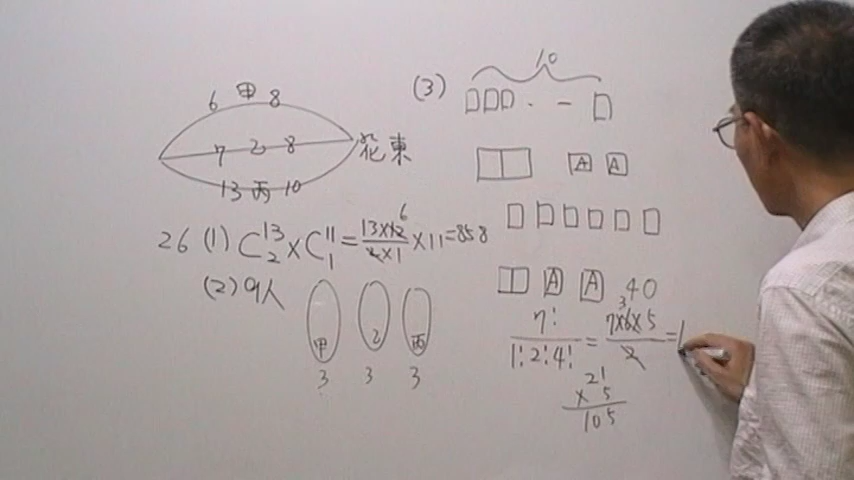 6 甲 8
7 乙 8
花東
13 丙 10
26 (1) C₂¹³ × C₁¹¹ = 13×12/2×1 × 11 = 858
6
(2) 9人
甲 乙 丙
3 3 3
(3)
10
A A
A A 40
7!/1!2!4! = 7×6×5/2 = 1
3
21
× 5
105